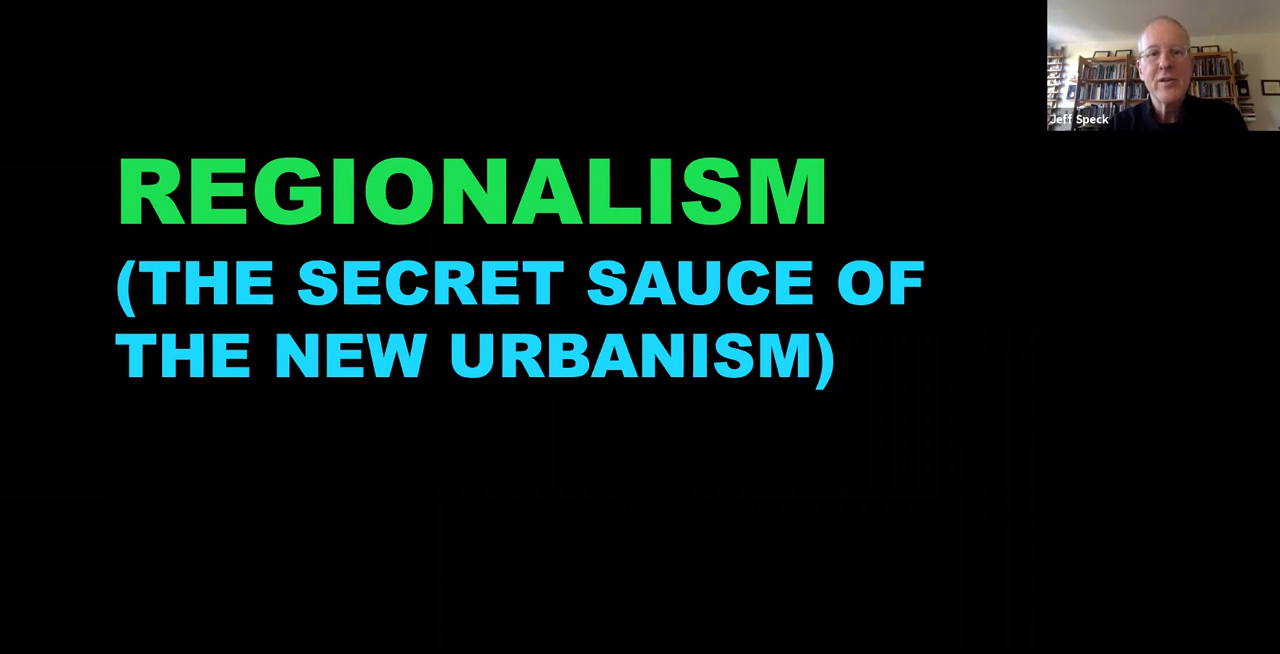 Jeff Speck
REGIONALISM
(THE SECRET SAUCE OF
THE NEW URBANISM)